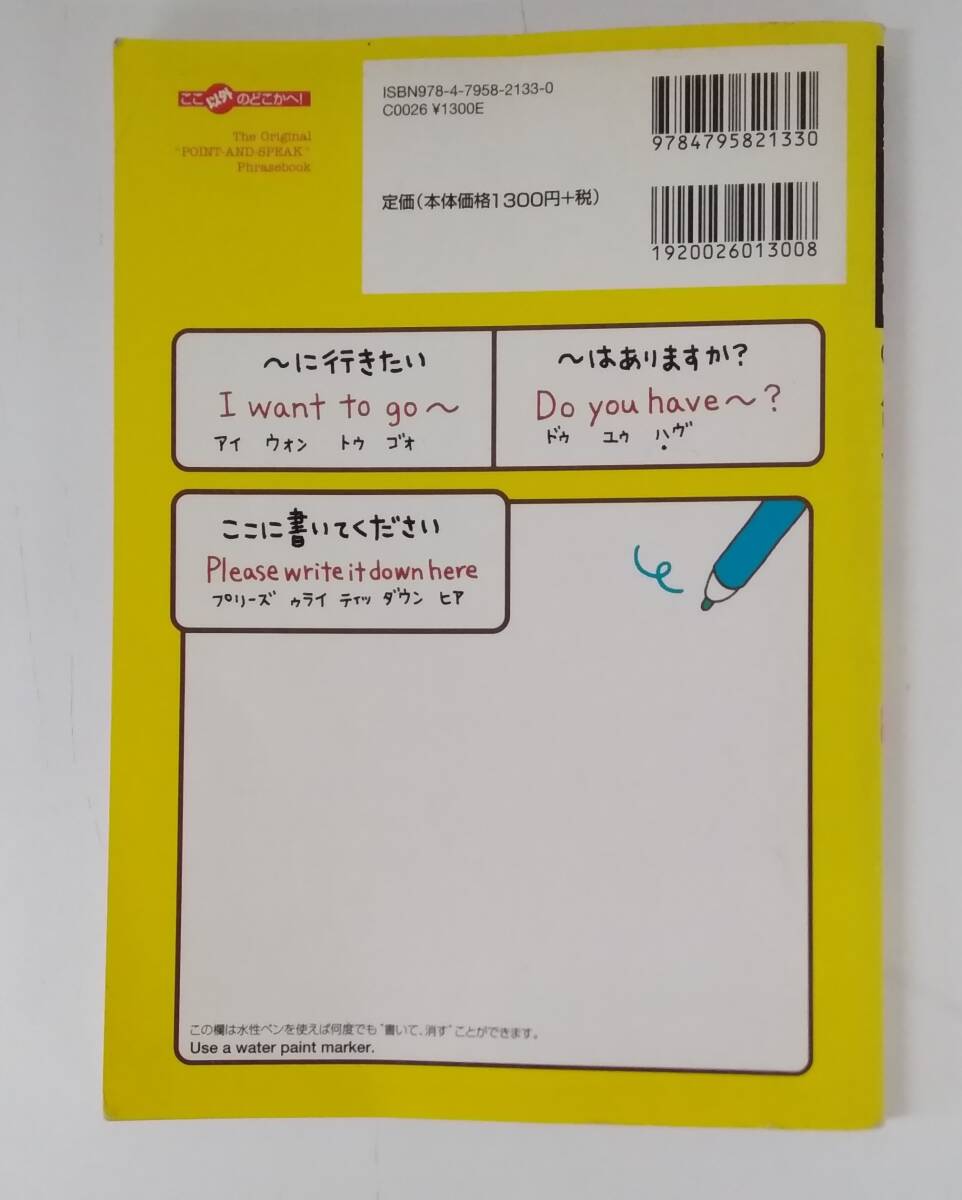 ここ以外のどこかへ!
The Original
"POINT-AND-SPEAK"
Phrasebook
ISBN978-4-7958-2133-0
C0026 ¥1300E
9784795821330
定価(本体価格1300円+税)
1920026013008
〜に行きたい
I want to go〜
アイ ウォン トゥ ゴォ
〜はありますか?
Do you have〜?
ドゥ ユゥ ハヴ
ここに書いてください
Please write it down here
プリーズ ゥライ ティッ ダウン ヒア
この欄は水性ペンを使えば何度でも"書いて、消す"ことができます。
Use a water paint marker.